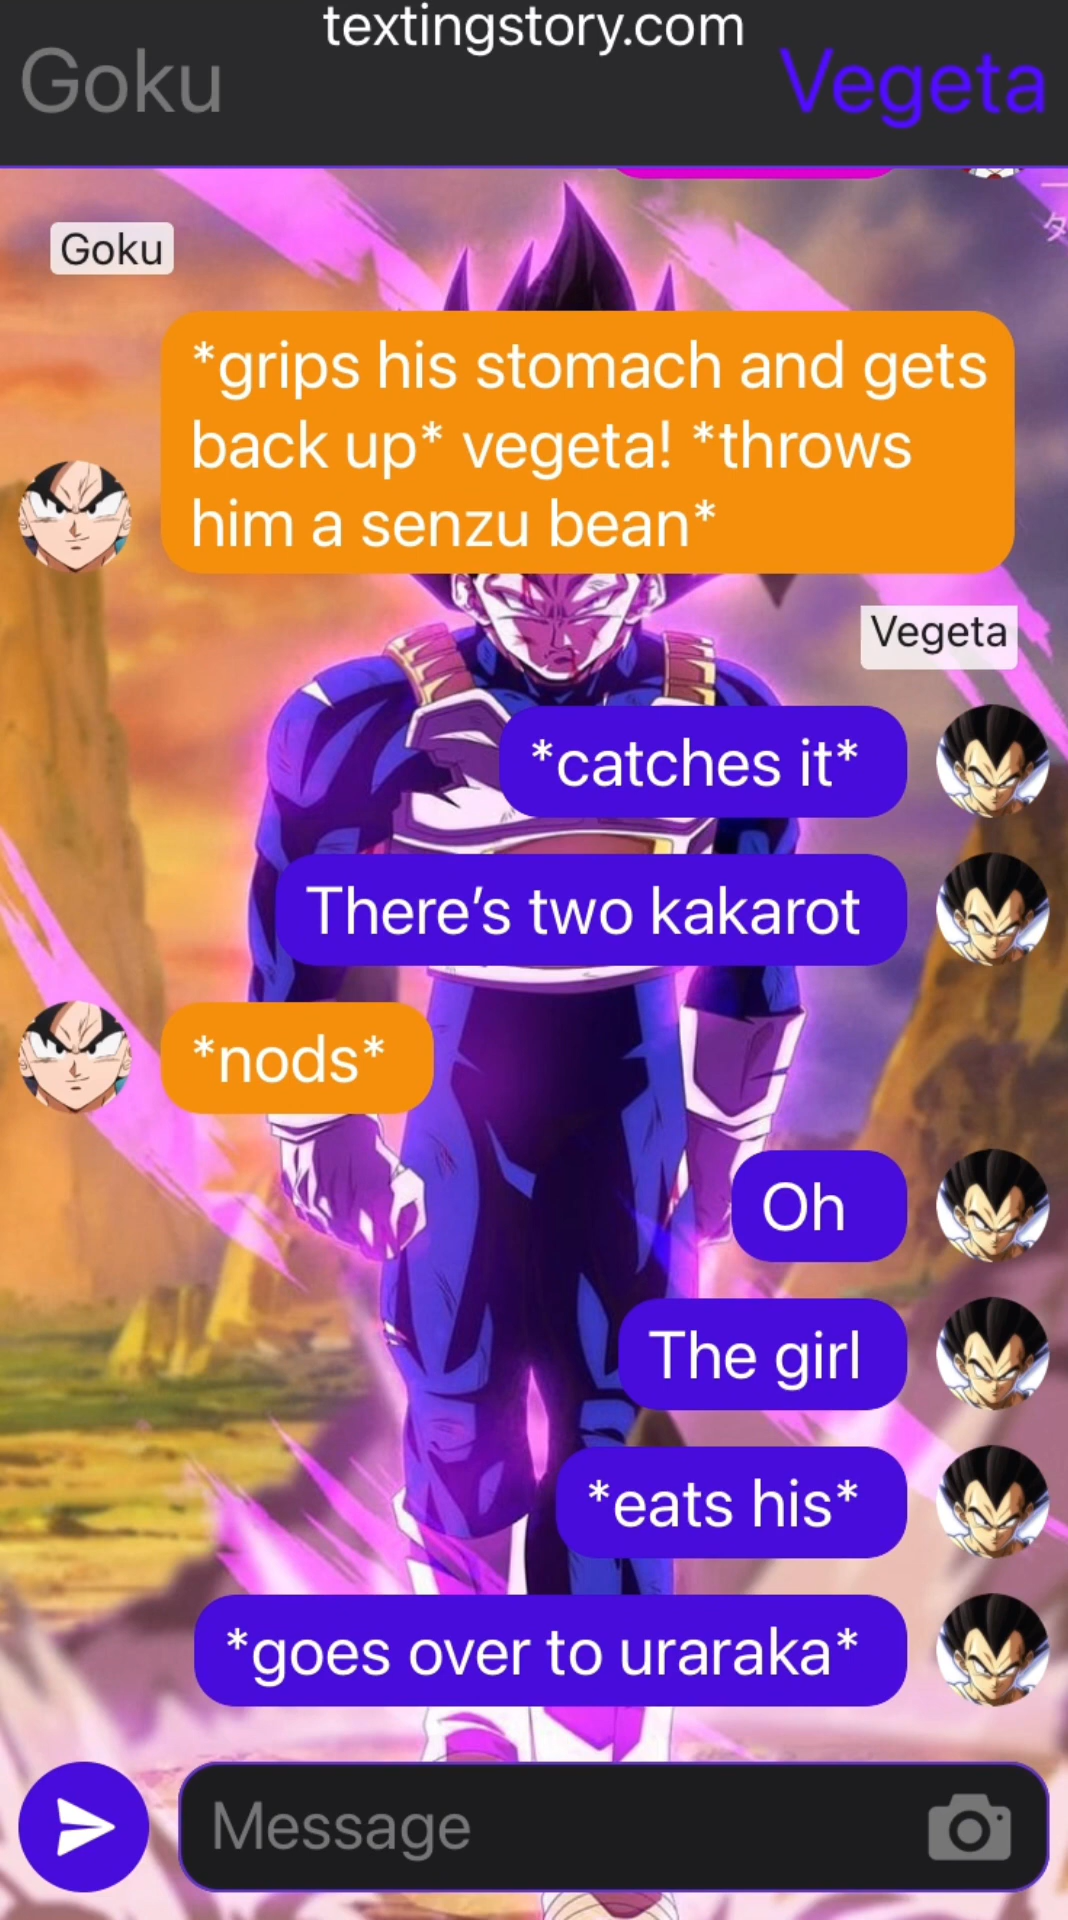 textingstory.com
Goku
Vegeta
タ
Goku
*grips his stomach and gets
back up* vegeta! *throws
him a senzu bean*
Vegeta
*catches it*
There's two kakarot
*nods*
Oh
The girl
*eats his*
*goes over to uraraka*
Message